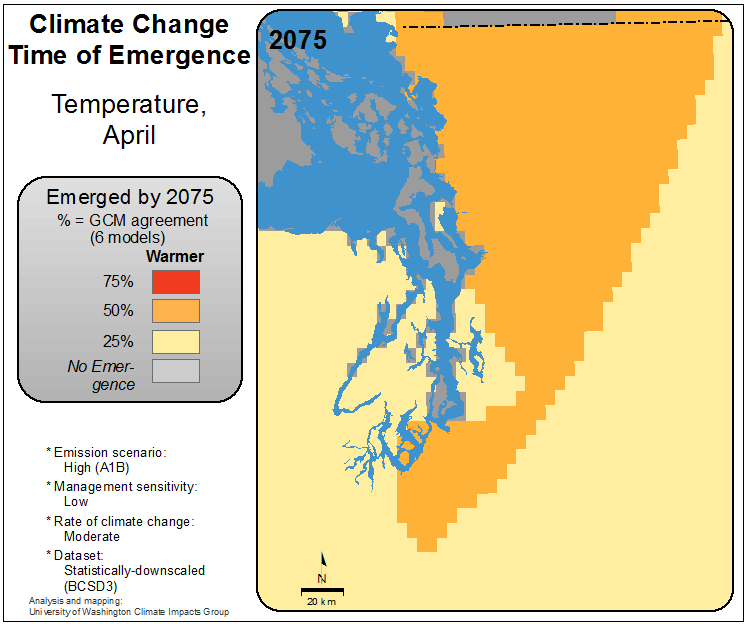 Climate Change
Time of Emergence
Temperature,
April
Emerged by 2075
% = GCM agreement
(6 models)
Warmer
75%
50%
25%
No Emer-
gence
* Emission scenario:
High (A1B)
* Management sensitivity:
Low
* Rate of climate change:
Moderate
* Dataset:
Statistically-downscaled
(BCSD3)
Analysis and mapping:
University of Washington Climate Impacts Group
2075
N
20 km